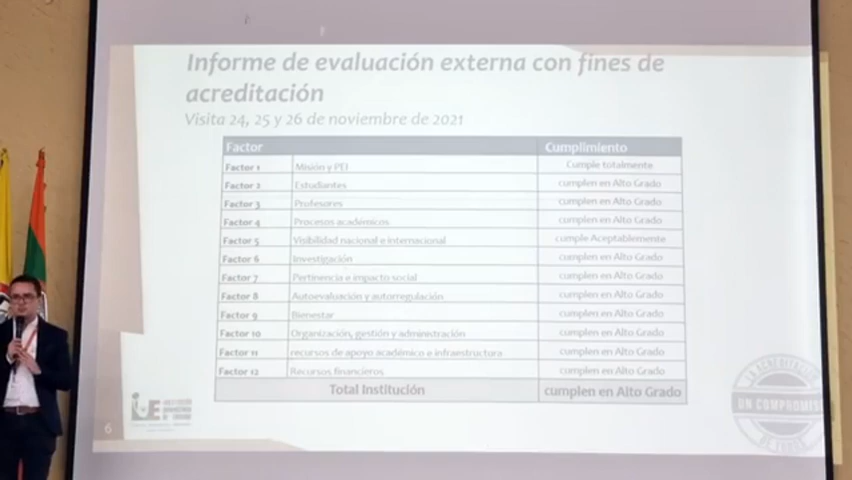 Informe de evaluación externa con fines de
acreditación
Visita 24, 25 y 26 de noviembre de 2021
Factor Cumplimiento
Factor 1 Misión y PEI Cumple totalmente
Factor 2 Estudiantes cumplen en Alto Grado
Factor 3 Profesores cumplen en Alto Grado
Factor 4 Procesos académicos cumplen en Alto Grado
Factor 5 Visibilidad nacional e internacional cumple Aceptablemente
Factor 6 Investigación cumplen en Alto Grado
Factor 7 Pertinencia e impacto social cumplen en Alto Grado
Factor 8 Autoevaluación y autorregulación cumplen en Alto Grado
Factor 9 Bienestar cumplen en Alto Grado
Factor 10 Organización, gestión y administración cumplen en Alto Grado
Factor 11 recursos de apoyo académico e infraestructura cumplen en Alto Grado
Factor 12 Recursos financieros cumplen en Alto Grado
Total Institución cumplen en Alto Grado
IUE
6
UN COMPROMISO
DE TODOS